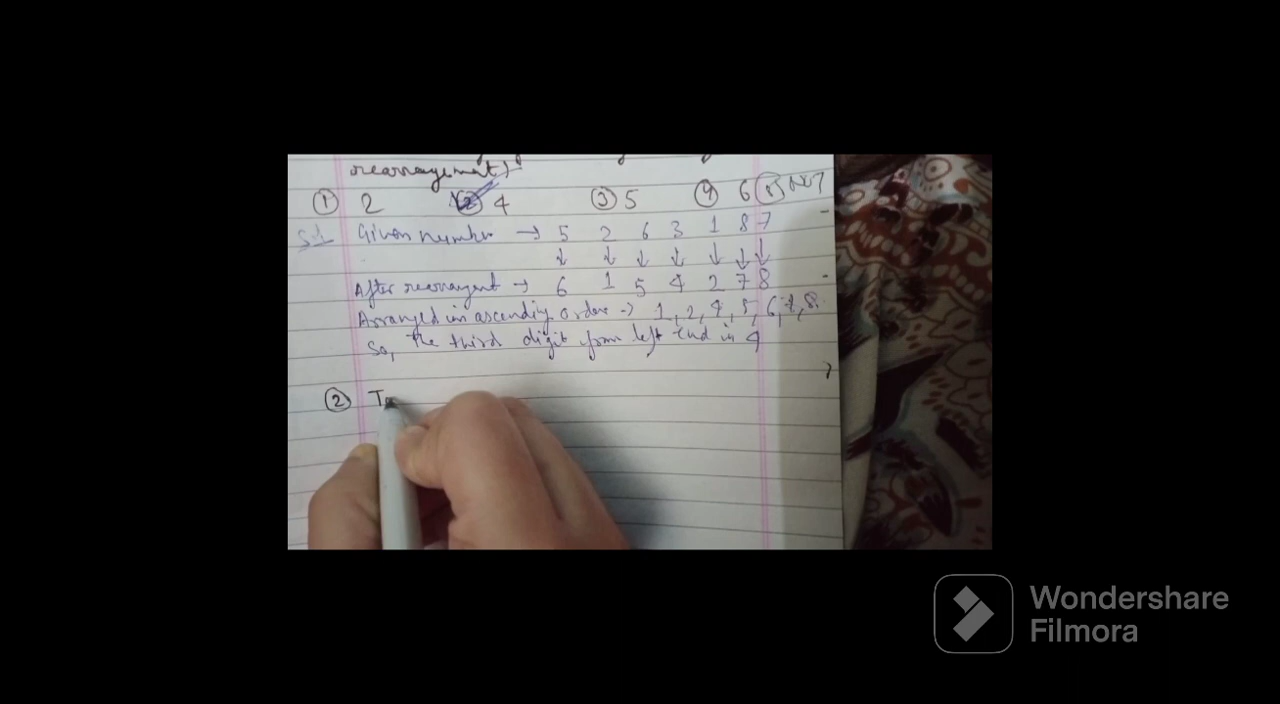 rearrangement)-
① 2 ② 4 ③ 5 ④ 6 ⑤ NOT
Sol Given number → 5 2 6 3 1 8 7
↓ ↓ ↓ ↓ ↓ ↓ ↓
After rearrangent → 6 1 5 4 2 7 8
Arranged in ascending order → 1, 2, 4, 5, 6, 7, 8.
So, the third digit from left end is 4
②
Wondershare
Filmora